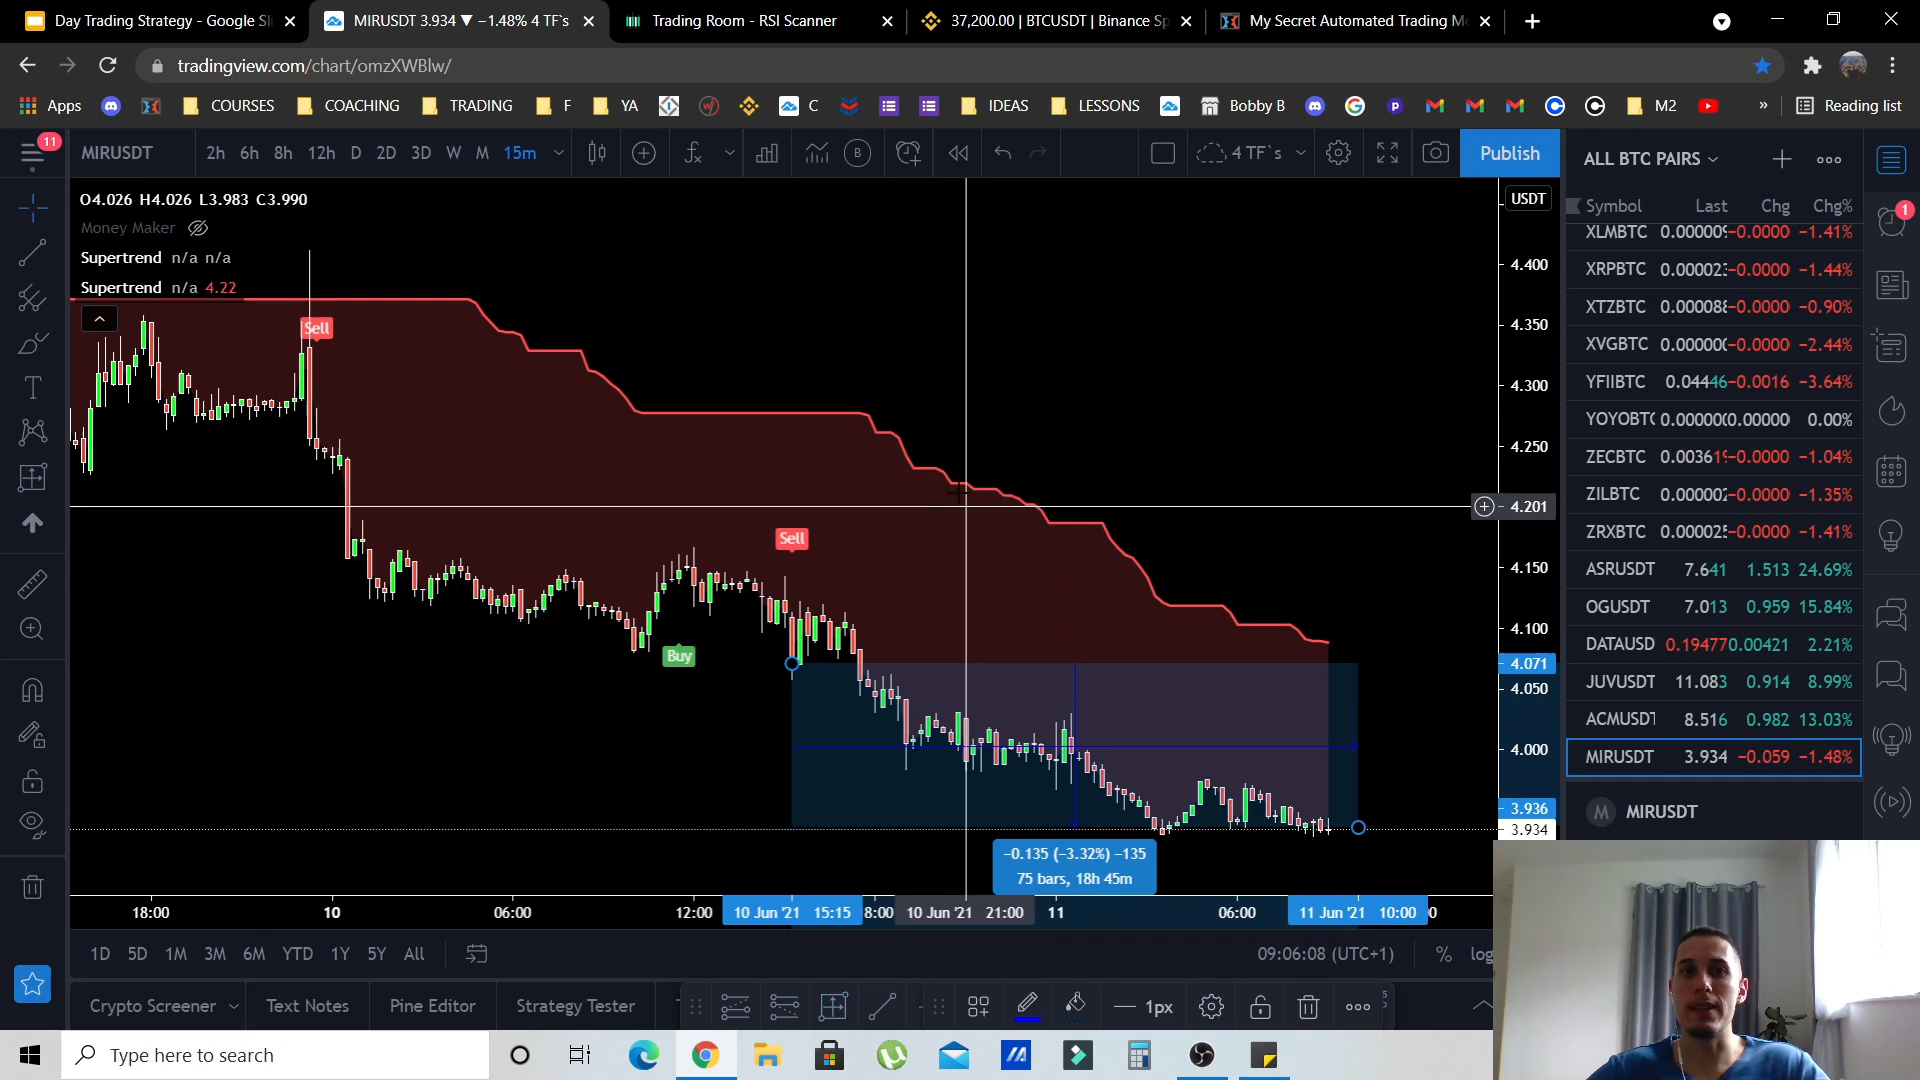 Day Trading Strategy - Google Sli
MIRUSDT 3.934 ▼ −1.48% 4 TF`s
Trading Room - RSI Scanner
37,200.00 | BTCUSDT | Binance Sp
My Secret Automated Trading M
tradingview.com/chart/omzXWBlw/
Apps
COURSES
COACHING
TRADING
F
YA
C
IDEAS
LESSONS
Bobby B
M2
»
Reading list
11
MIRUSDT
2h 6h 8h 12h D 2D 3D W M 15m
B
4 TF`s
Publish
ALL BTC PAIRS
O4.026 H4.026 L3.983 C3.990
Money Maker
Supertrend n/a n/a
Supertrend n/a 4.22
USDT
Sell
Sell
Buy
4.400
4.350
4.300
4.250
4.201
4.150
4.100
4.071
4.050
4.000
3.936
3.934
−0.135 (−3.32%) −135
75 bars, 18h 45m
18:00 10 06:00 12:00 10 Jun '21 15:15 8:00 10 Jun '21 21:00 11 06:00 11 Jun '21 10:00 0
1D 5D 1M 3M 6M YTD 1Y 5Y All
09:06:08 (UTC+1) % log
Crypto Screener
Text Notes
Pine Editor
Strategy Tester
1px
Symbol Last Chg Chg%
1
XLMBTC −0.0000 −1.41%
XRPBTC −0.0000 −1.44%
XTZBTC −0.0000 −0.90%
XVGBTC −0.0000 −2.44%
YFIIBTC 0.04446 −0.0016 −3.64%
YOYOBTC 0.00000 0.00%
ZECBTC −0.0000 −1.04%
ZILBTC −0.0000 −1.35%
ZRXBTC −0.0000 −1.41%
ASRUSDT 7.641 1.513 24.69%
OGUSDT 7.013 0.959 15.84%
DATAUSD 0.19477 0.00421 2.21%
JUVUSDT 11.083 0.914 8.99%
ACMUSDT 8.516 0.982 13.03%
MIRUSDT 3.934 −0.059 −1.48%
M MIRUSDT
Type here to search